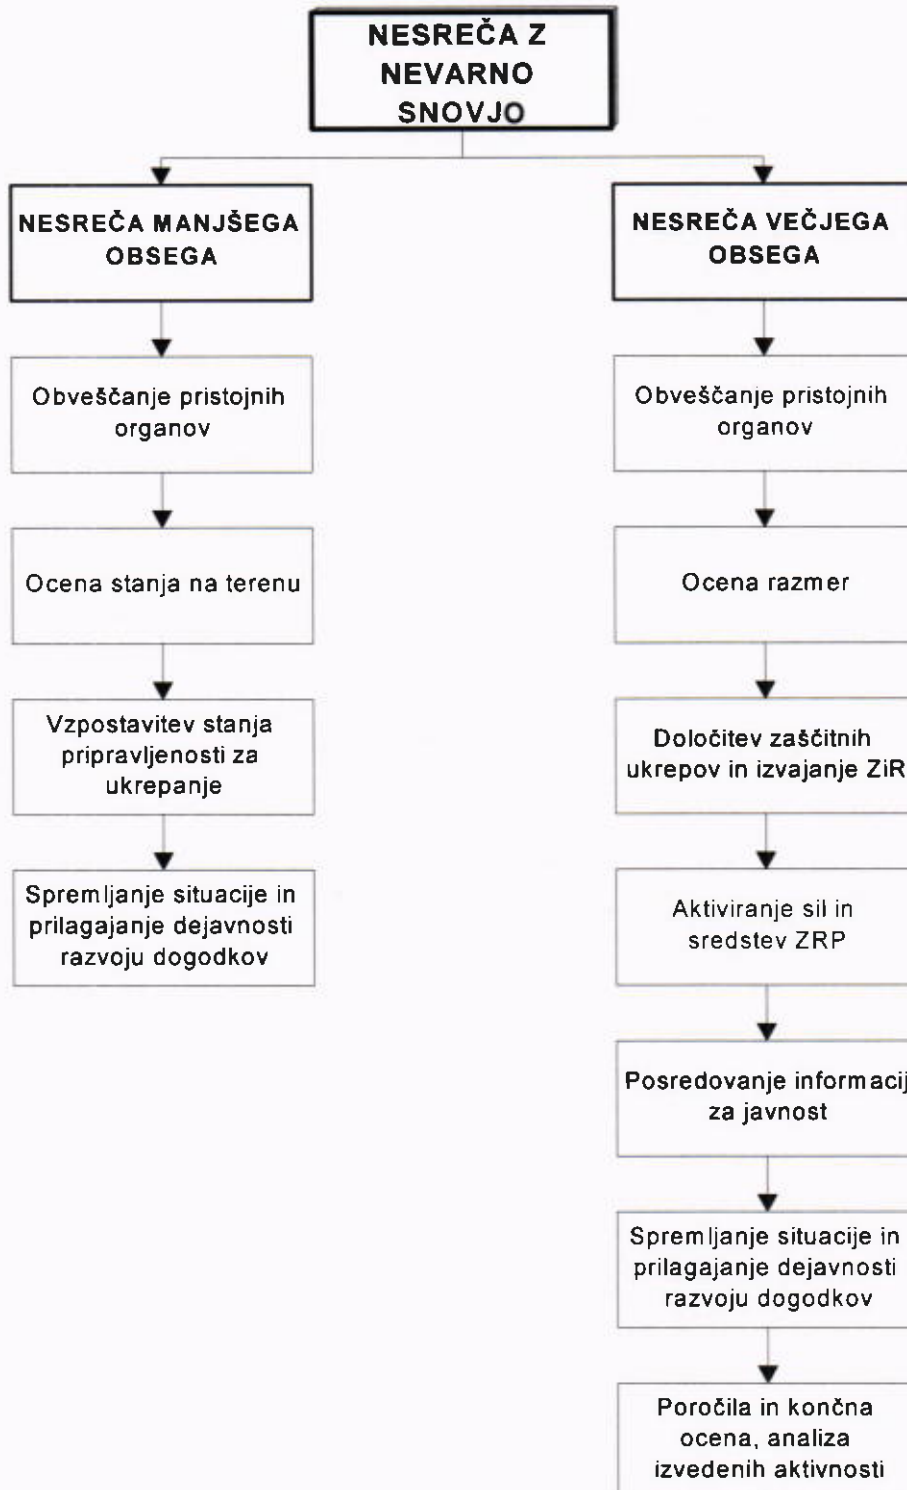 NESREČA Z
NEVARNO
SNOVJO
NESREČA MANJŠEGA
OBSEGA
Obveščanje pristojnih
organov
Ocena stanja na terenu
Vzpostavitev stanja
pripravljenosti za
ukrepanje
Spremljanje situacije in
prilagajanje dejavnosti
razvoju dogodkov
NESREČA VEČJEGA
OBSEGA
Obveščanje pristojnih
organov
Ocena razmer
Določitev zaščitnih
ukrepov in izvajanje ZiR
Aktiviranje sil in
sredstev ZRP
Posredovanje informacij
za javnost
Spremljanje situacije in
prilagajanje dejavnosti
razvoju dogodkov
Poročila in končna
ocena, analiza
izvedenih aktivnosti